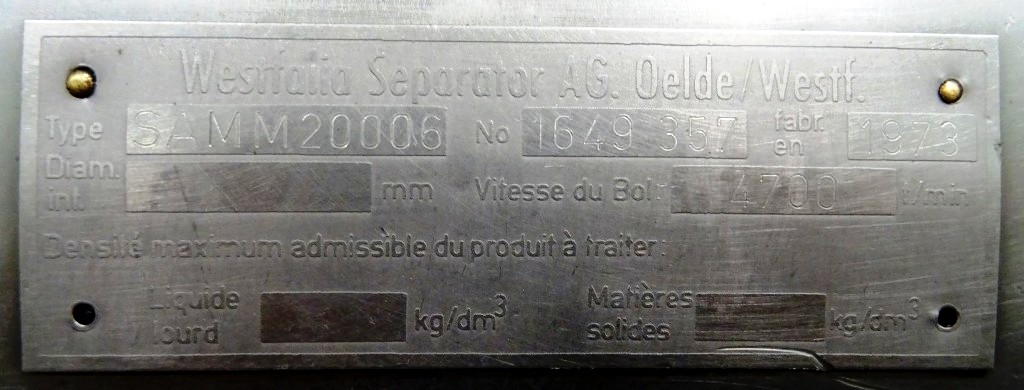 Westfalia Separator AG. Oelde/Westf.
Type SAMM20006 No 1649 357 fabr. en 1973
Diam. int. mm Vitesse du Bol: 4700 t/min
Densité maximum admissible du produit à traiter:
Liquide lourd kg/dm³ Matières solides kg/dm³